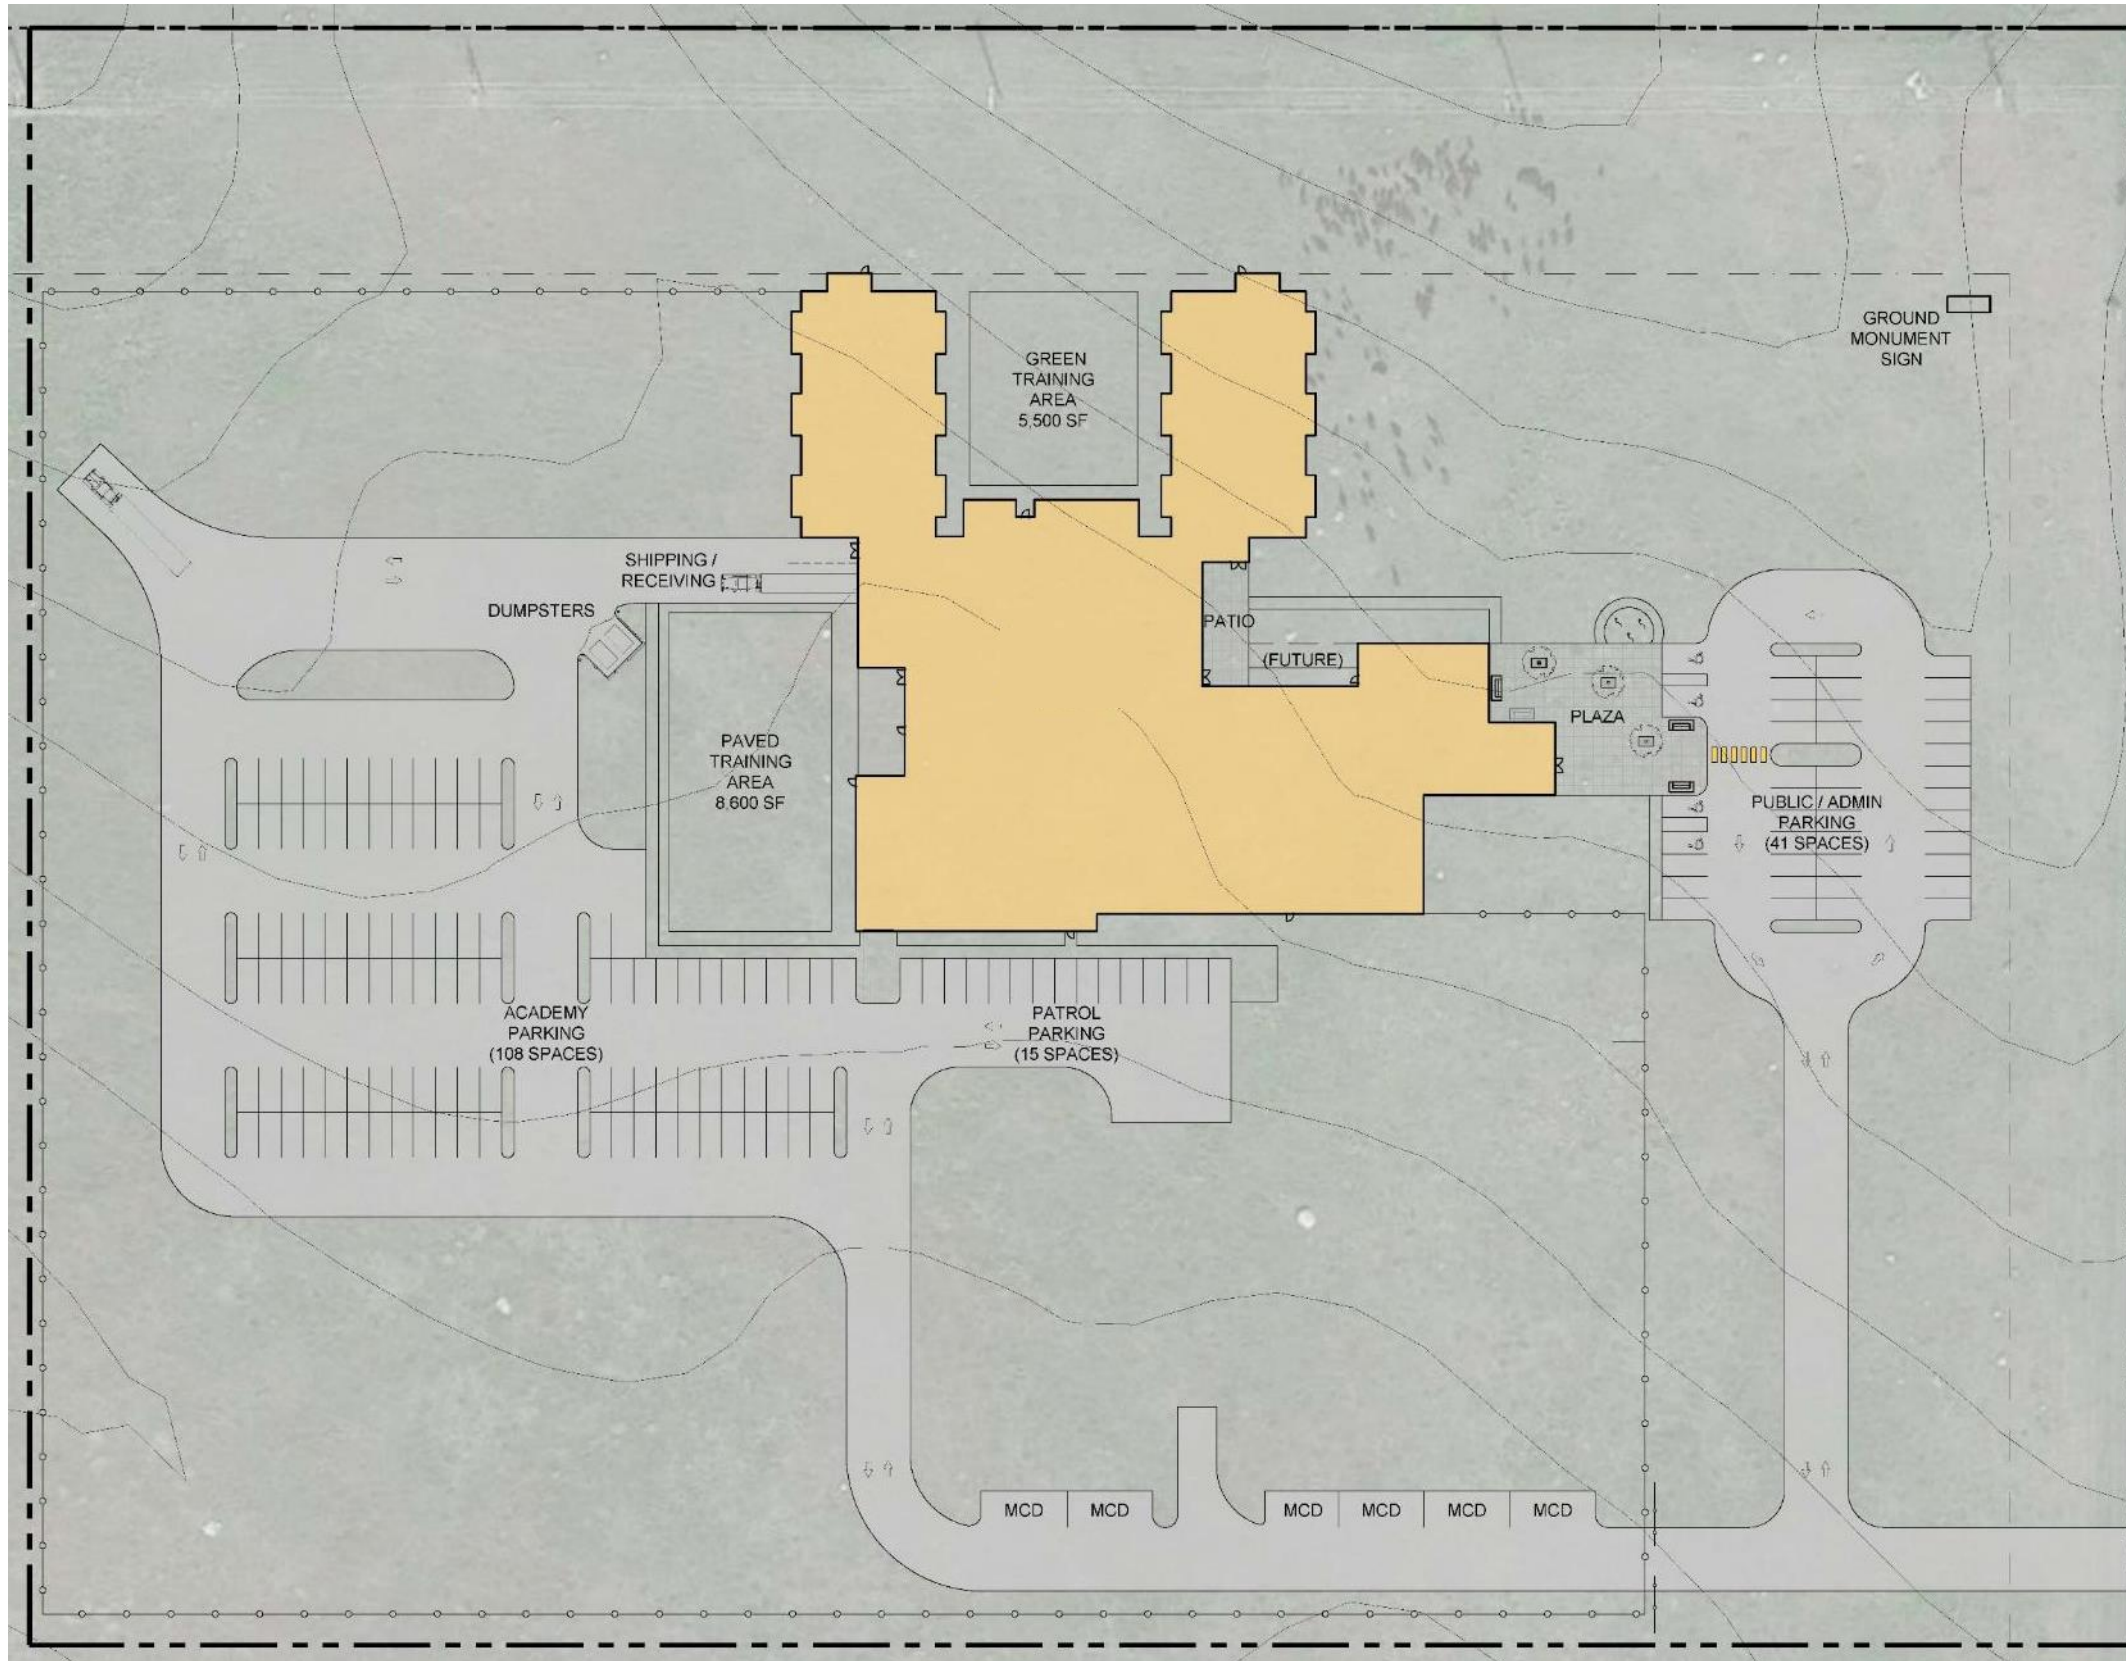 GROUND
MONUMENT
SIGN
GREEN
TRAINING
AREA
5,500 SF
SHIPPING /
RECEIVING
DUMPSTERS
PATIO
(FUTURE)
PLAZA
PAVED
TRAINING
AREA
8,600 SF
PUBLIC / ADMIN
PARKING
(41 SPACES)
ACADEMY
PARKING
(108 SPACES)
PATROL
PARKING
(15 SPACES)
MCD
MCD
MCD
MCD
MCD
MCD